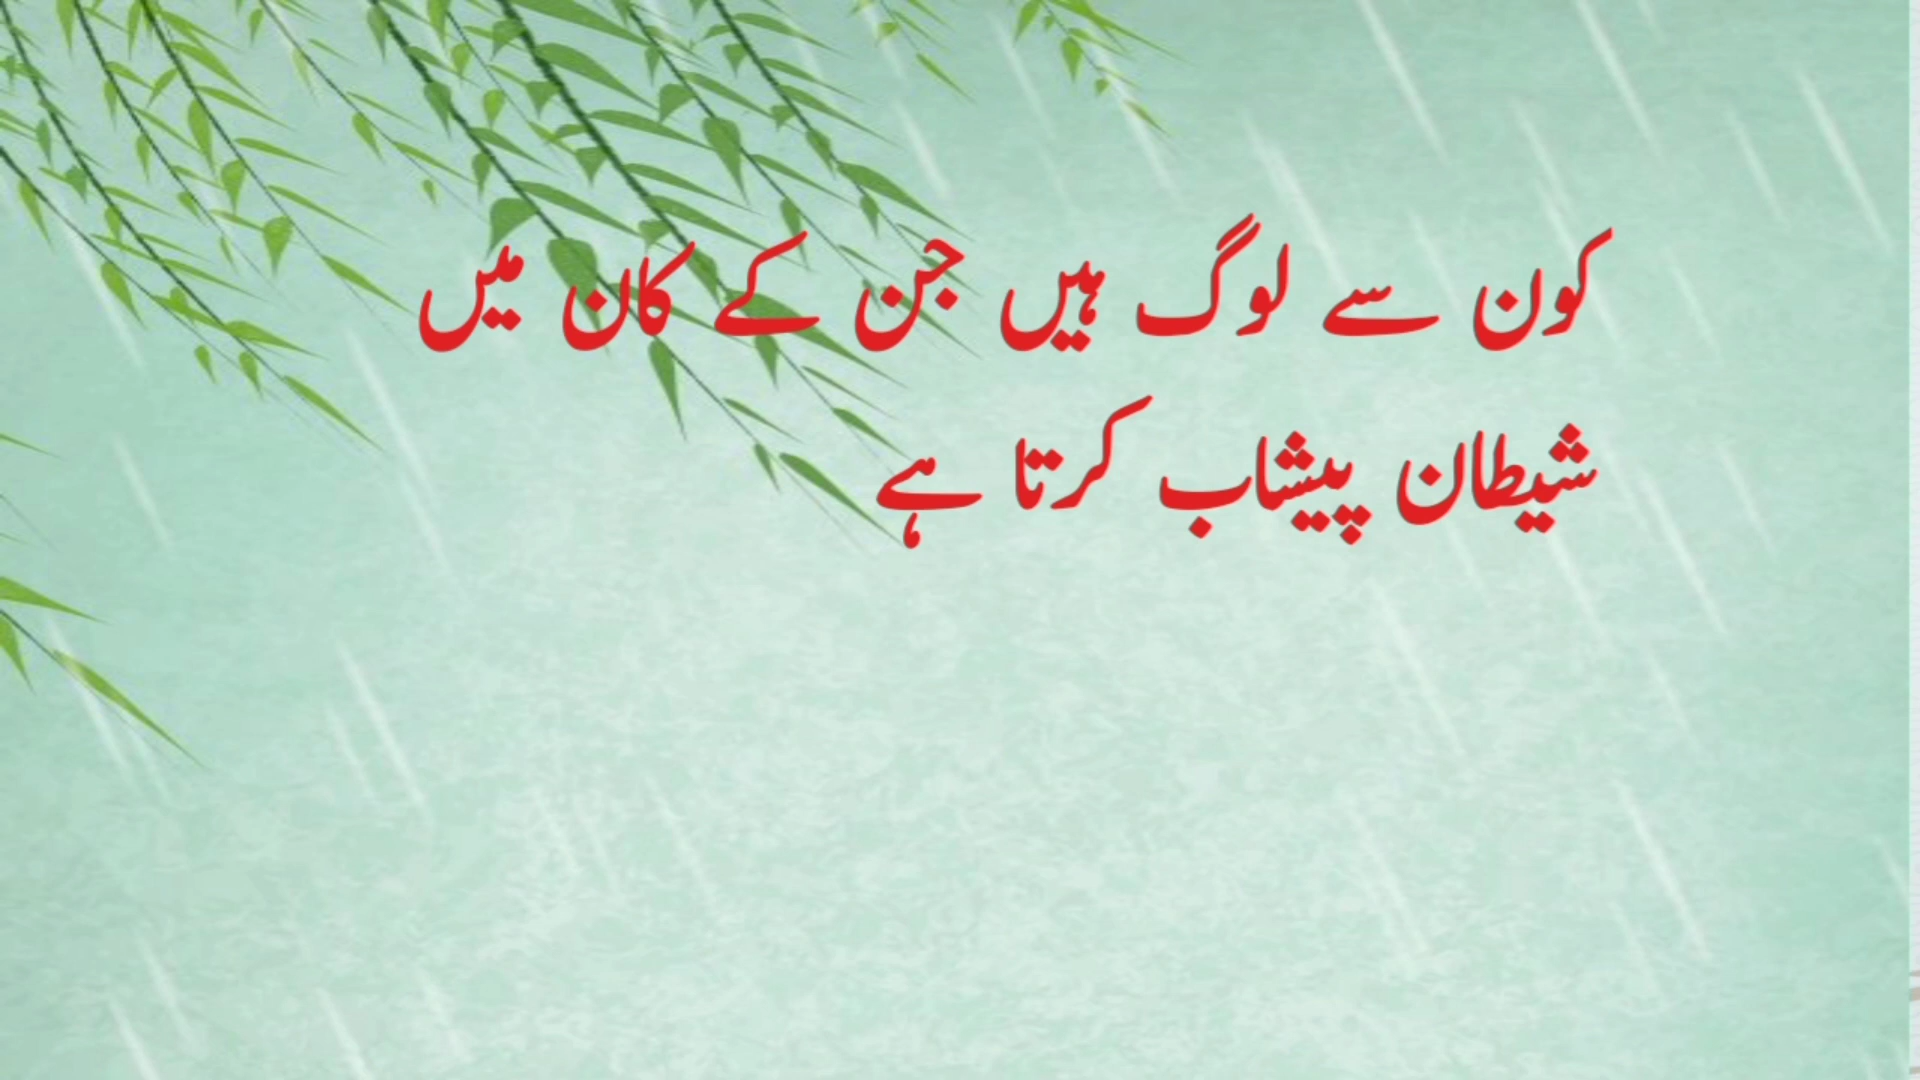 کون سے لوگ ہیں جن کے کان میں
شیطان پیشاب کرتا ہے